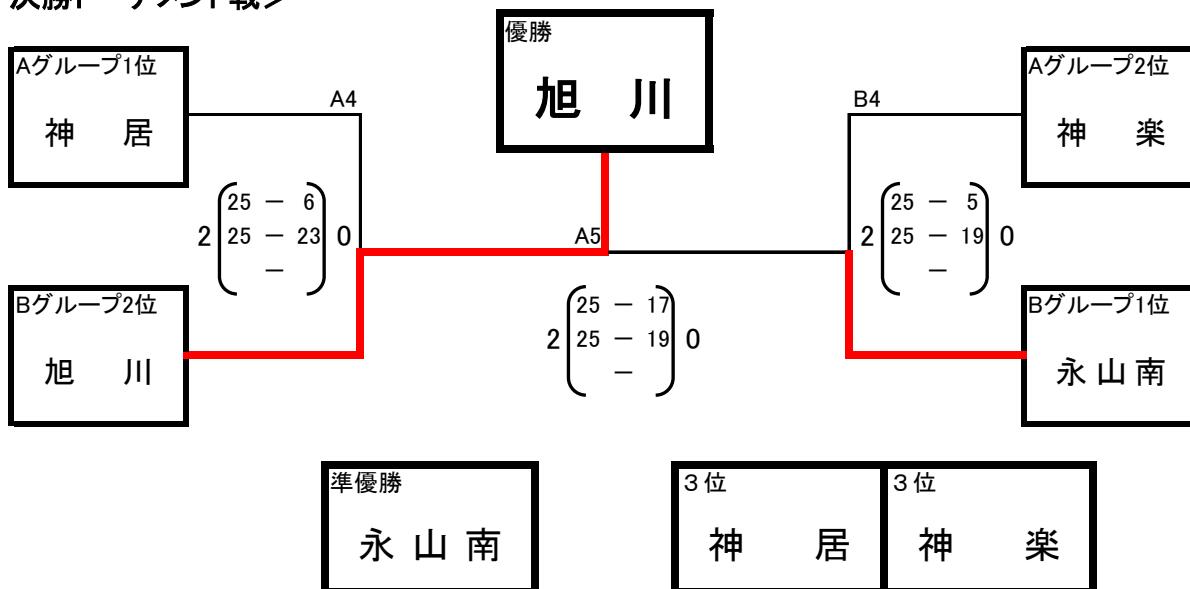 優勝
旭 川
Aグループ1位
神 居
Aグループ2位
神 楽
A4
B4
2 25 － 6 0
25 － 23
－
2 25 － 5 0
25 － 19
－
A5
2 25 － 17 0
25 － 19
－
Bグループ2位
旭 川
Bグループ1位
永 山 南
準優勝
永 山 南
３位
神 居
３位
神 楽